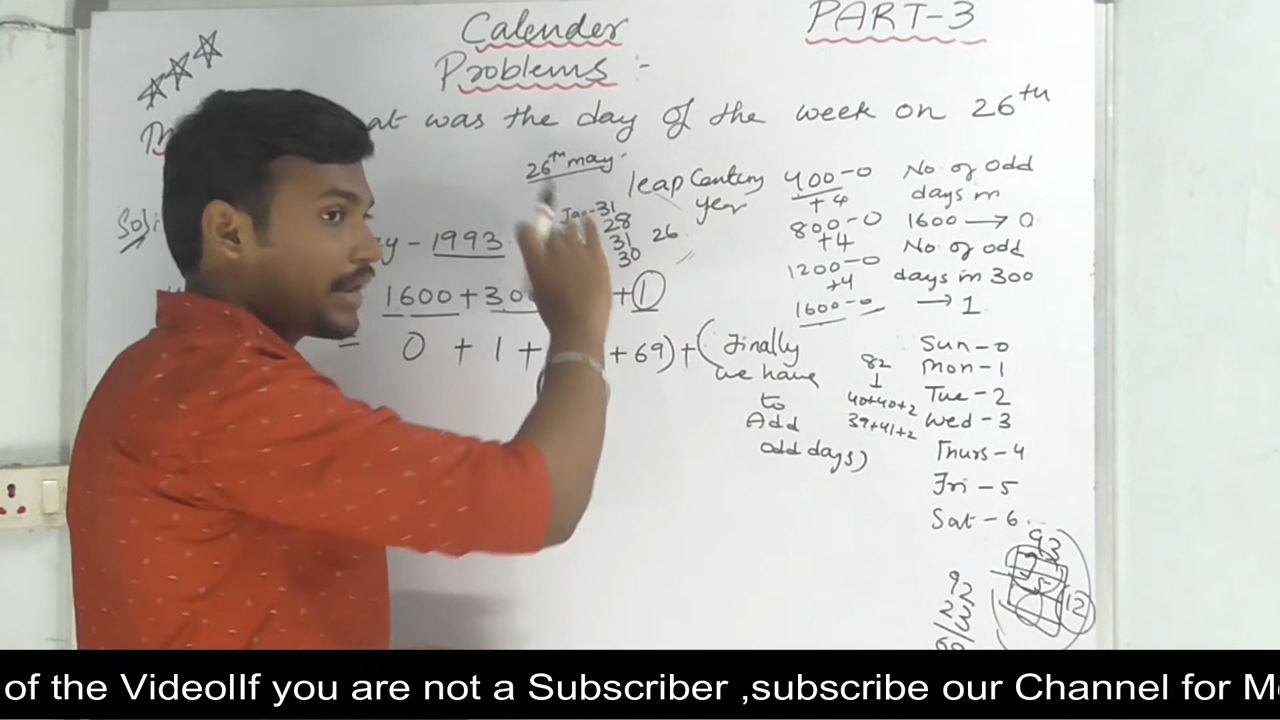 Calender
PART-3
Problems :-
at was the day of the week on 26th
26th may
leap Century
year
400-0
+4
800-0
+4
1200-0
+4
1600-0
No of odd
days in
1600 → 0
No of odd
days in 300
→ 1
Sol:
y - 1993
Jan-31
28
31
30
26
1600 + 30
+ 1
= 0 + 1 +
+ 69) + (Finally
we have
to
Add
odd days)
82
↓
40+40+2
39+41+2
Sun - 0
Mon - 1
Tue - 2
Wed - 3
Thurs - 4
Fri - 5
Sat - 6
93
12
92
of the VideollIf you are not a Subscriber ,subscribe our Channel for M